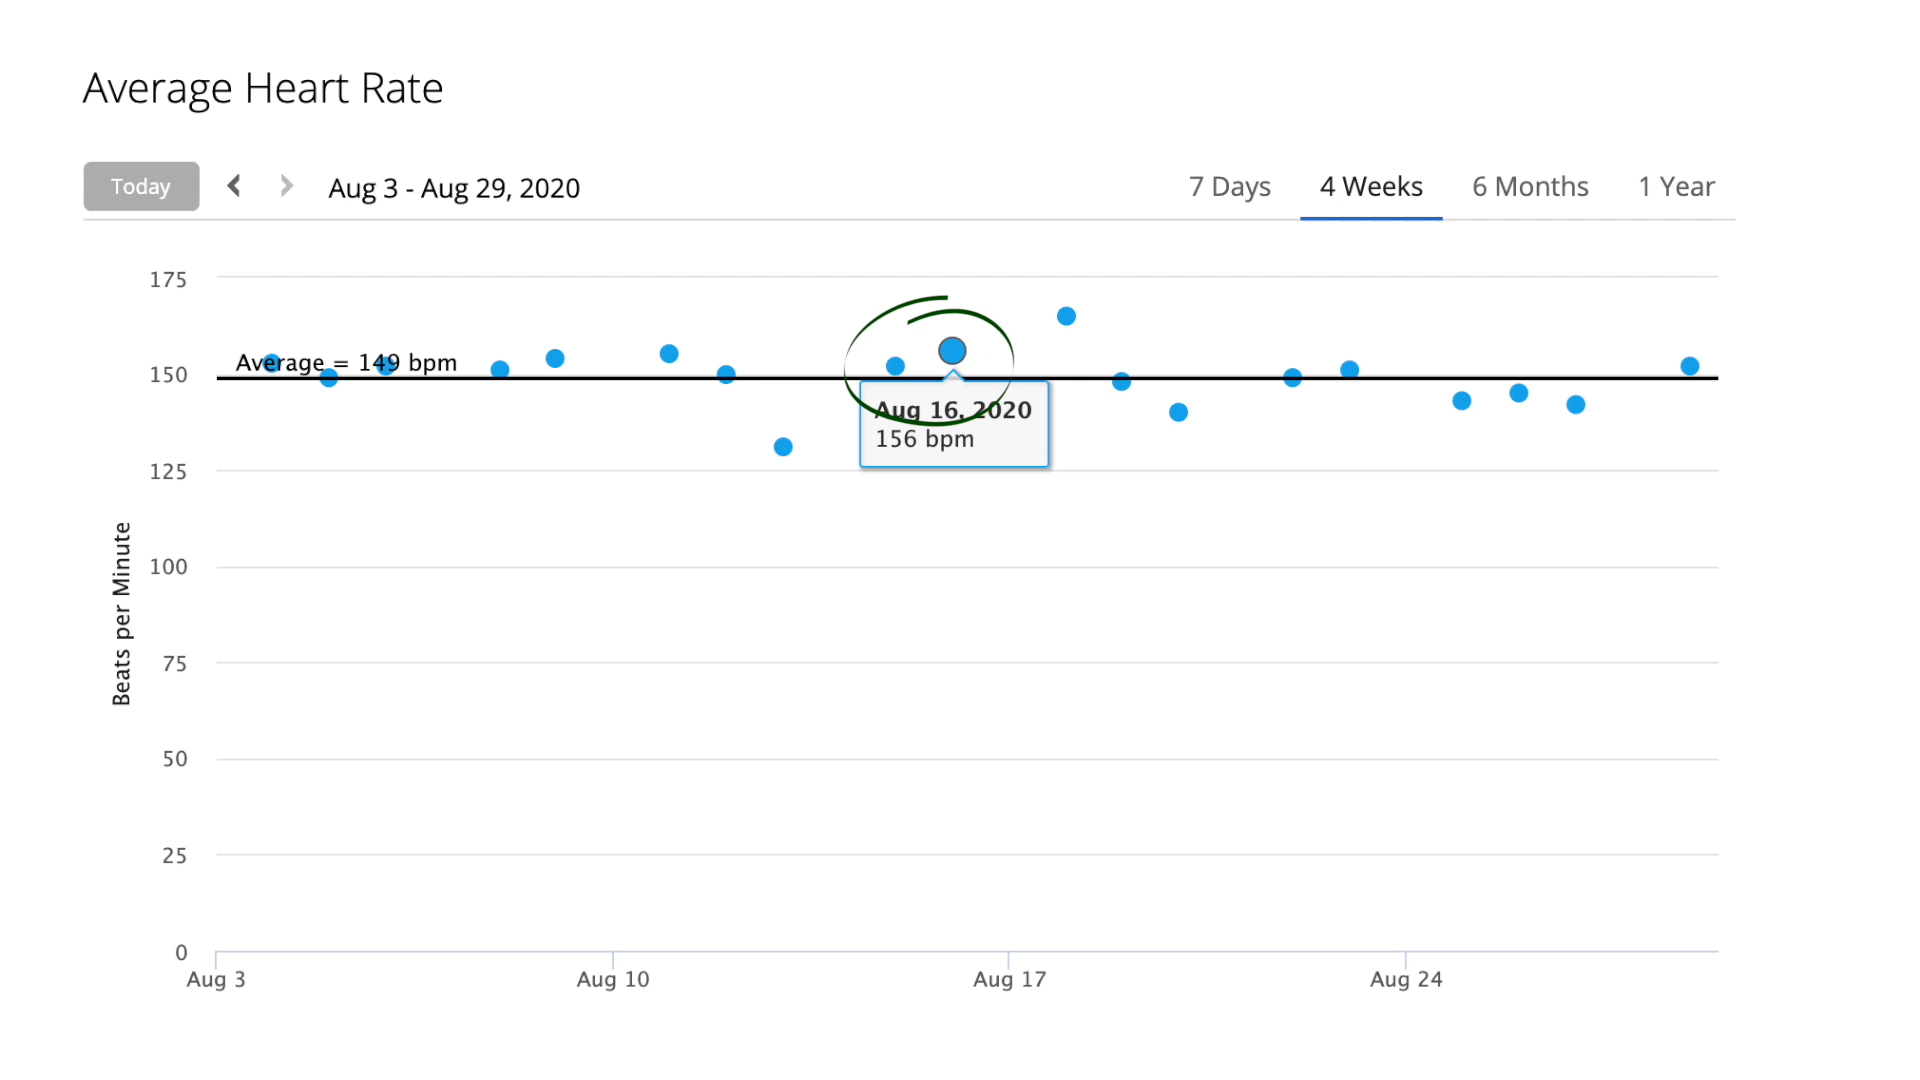 Average Heart Rate
Today
Aug 3 - Aug 29, 2020
7 Days
4 Weeks
6 Months
1 Year
175
150
125
100
75
50
25
0
Beats per Minute
Average = 149 bpm
Aug 16, 2020
156 bpm
Aug 3
Aug 10
Aug 17
Aug 24